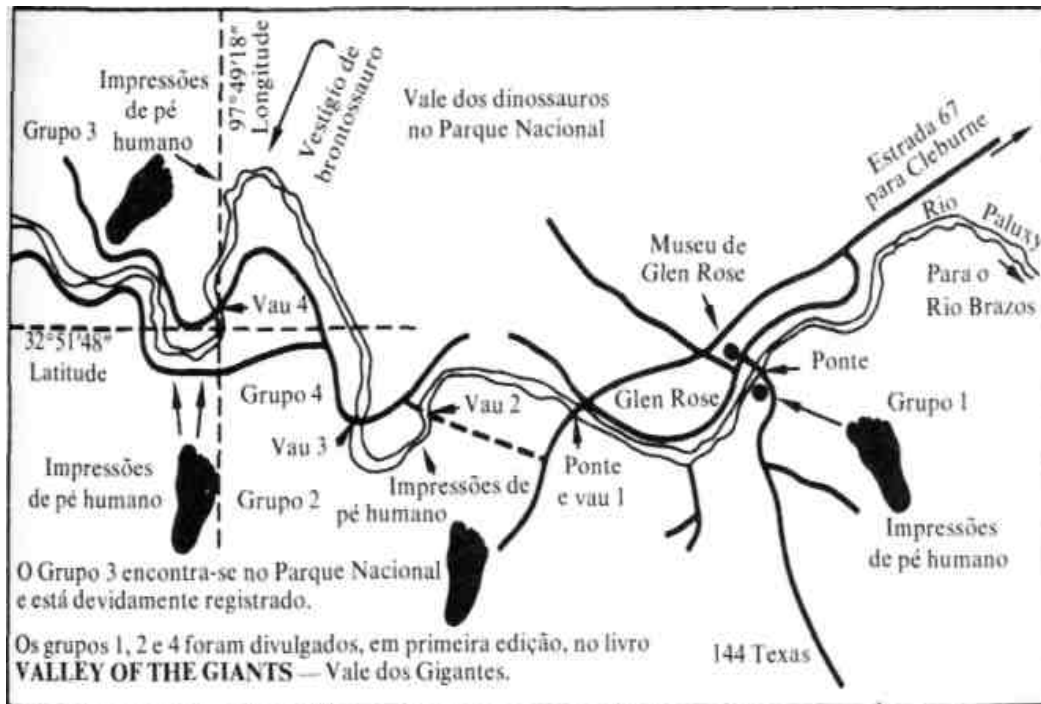 Impressões
de pé
humano
Grupo 3
97°49'18"
Longitude
Vestígio de
brontossauro
Vale dos dinossauros
no Parque Nacional
Estrada 67
para Cleburne
Rio Paluxy
Museu de
Glen Rose
Para o
Rio Brazos
Vau 4
32°51'48"
Latitude
Grupo 4
Vau 2
Glen Rose
Ponte
Grupo 1
Vau 3
Impressões
de pé humano
Grupo 2
Impressões de
pé humano
Ponte
e vau 1
Impressões
de pé humano
O Grupo 3 encontra-se no Parque Nacional
e está devidamente registrado.
Os grupos 1, 2 e 4 foram divulgados, em primeira edição, no livro
VALLEY OF THE GIANTS — Vale dos Gigantes.
144 Texas